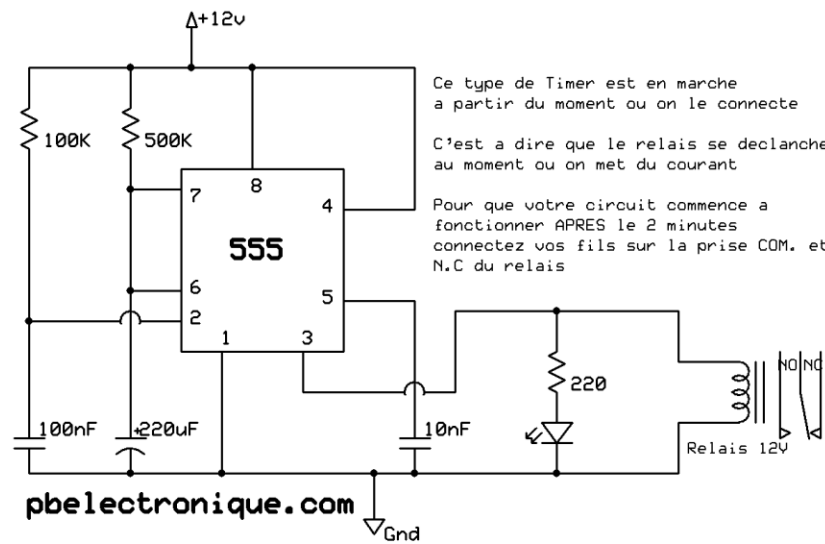 +12v
Ce type de Timer est en marche
a partir du moment ou on le connecte
C'est a dire que le relais se declanche
au moment ou on met du courant
Pour que votre circuit commence a
fonctionner APRES le 2 minutes
connectez vos fils sur la prise COM. et
N.C du relais
100K
500K
7
8
4
555
6
5
2
1
3
220
NO
NC
100nF
+220uF
10nF
Relais 12V
pbelectronique.com
Gnd